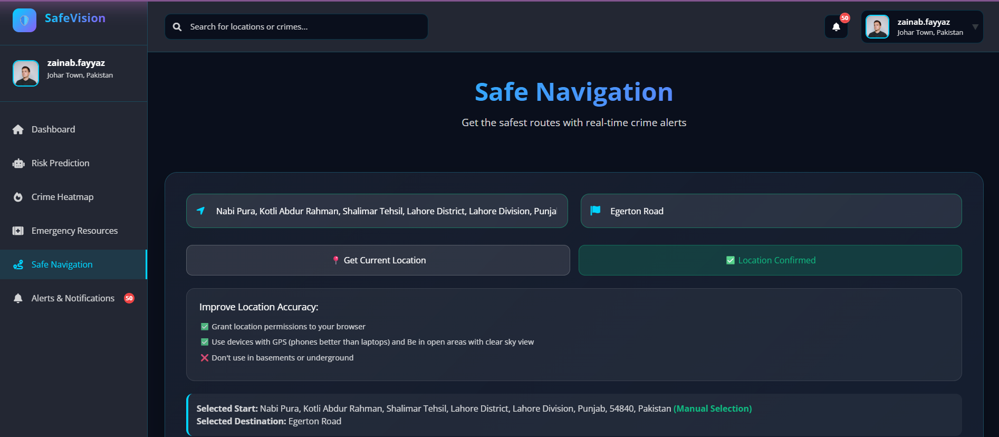 SafeVision
zainab.fayyaz
Johar Town, Pakistan
Dashboard
Risk Prediction
Crime Heatmap
Emergency Resources
Safe Navigation
Alerts & Notifications 50
Search for locations or crimes...
50
zainab.fayyaz
Johar Town, Pakistan
Safe Navigation
Get the safest routes with real-time crime alerts
Nabi Pura, Kotli Abdur Rahman, Shalimar Tehsil, Lahore District, Lahore Division, Punja
Egerton Road
Get Current Location
Location Confirmed
Improve Location Accuracy:
Grant location permissions to your browser
Use devices with GPS (phones better than laptops) and Be in open areas with clear sky view
Don't use in basements or underground
Selected Start: Nabi Pura, Kotli Abdur Rahman, Shalimar Tehsil, Lahore District, Lahore Division, Punjab, 54840, Pakistan (Manual Selection)
Selected Destination: Egerton Road